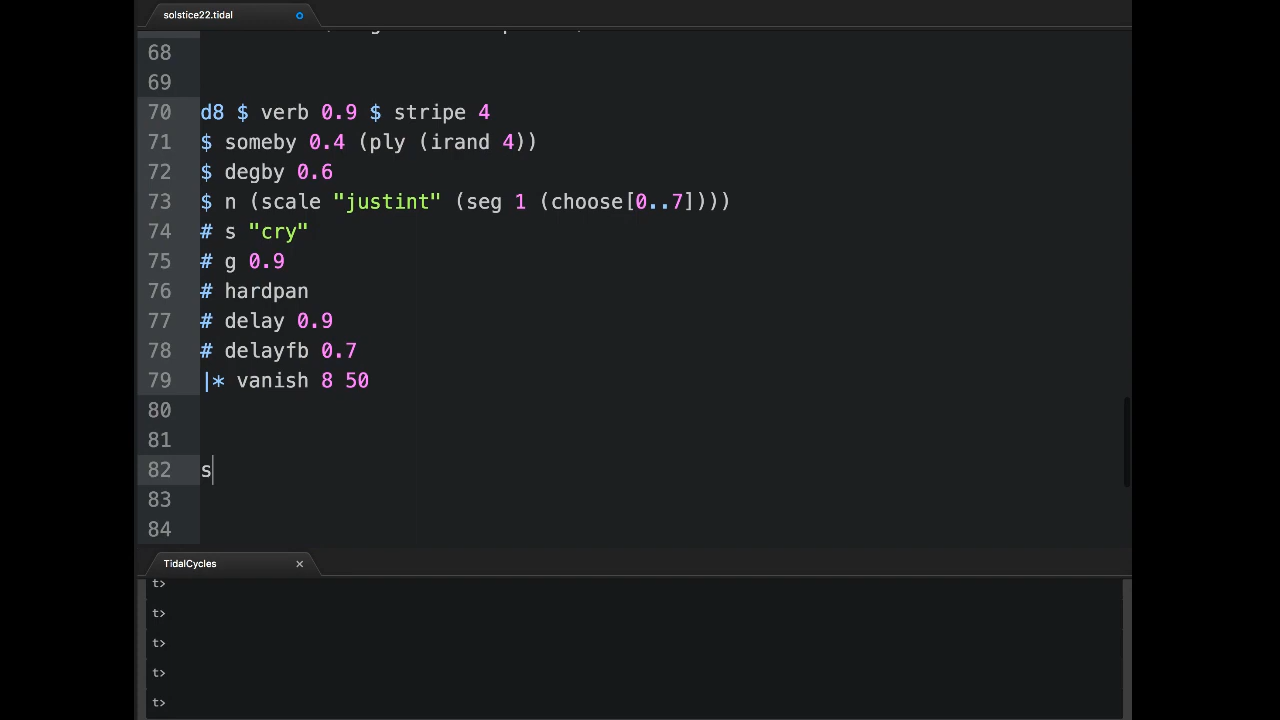 solstice22.tidal
68
69
70 d8 $ verb 0.9 $ stripe 4
71 $ someby 0.4 (ply (irand 4))
72 $ degby 0.6
73 $ n (scale "justint" (seg 1 (choose[0..7])))
74 # s "cry"
75 # g 0.9
76 # hardpan
77 # delay 0.9
78 # delayfb 0.7
79 |* vanish 8 50
80
81
82 s
83
84
TidalCycles ×
t>
t>
t>
t>
t>